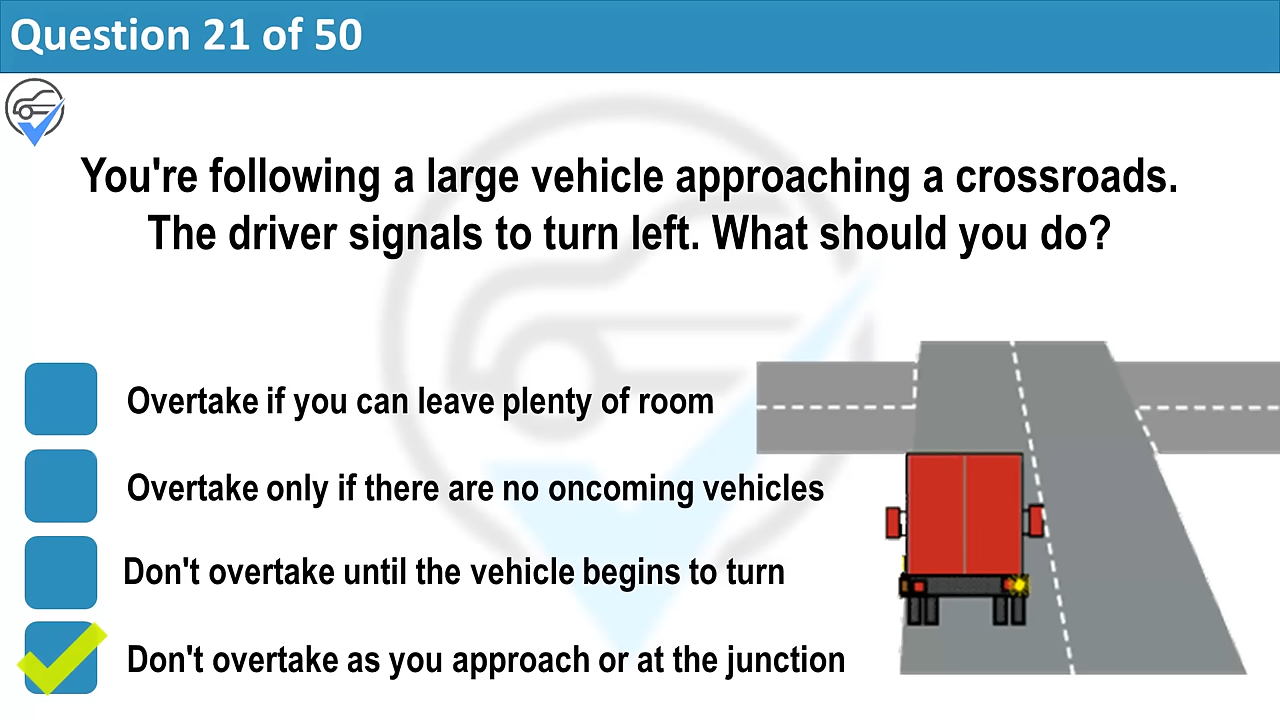 Question 21 of 50
You're following a large vehicle approaching a crossroads.
The driver signals to turn left. What should you do?
Overtake if you can leave plenty of room
Overtake only if there are no oncoming vehicles
Don't overtake until the vehicle begins to turn
Don't overtake as you approach or at the junction